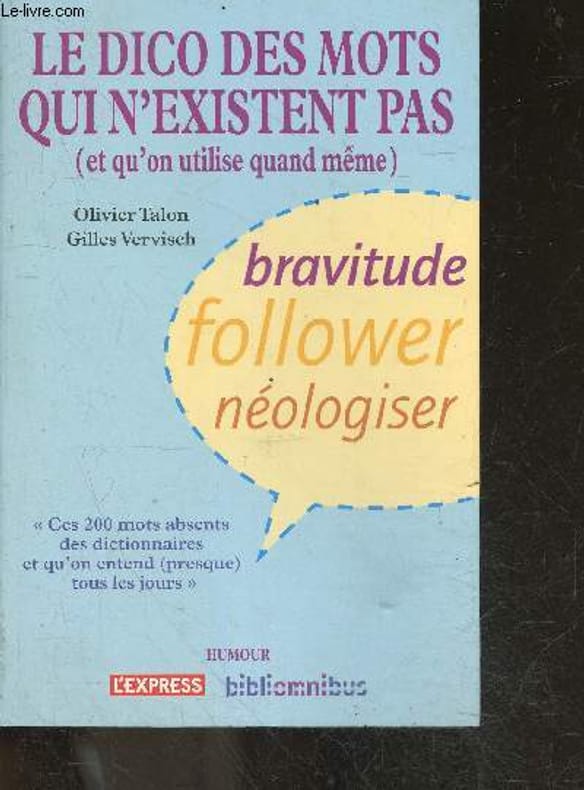 © Le-livre.com
LE DICO DES MOTS
QUI N'EXISTENT PAS
(et qu'on utilise quand même)
Olivier Talon
Gilles Vervisch
bravitude
follower
néologiser
« Ces 200 mots absents
des dictionnaires
et qu'on entend (presque)
tous les jours »
HUMOUR
L'EXPRESS
bibliomnibus